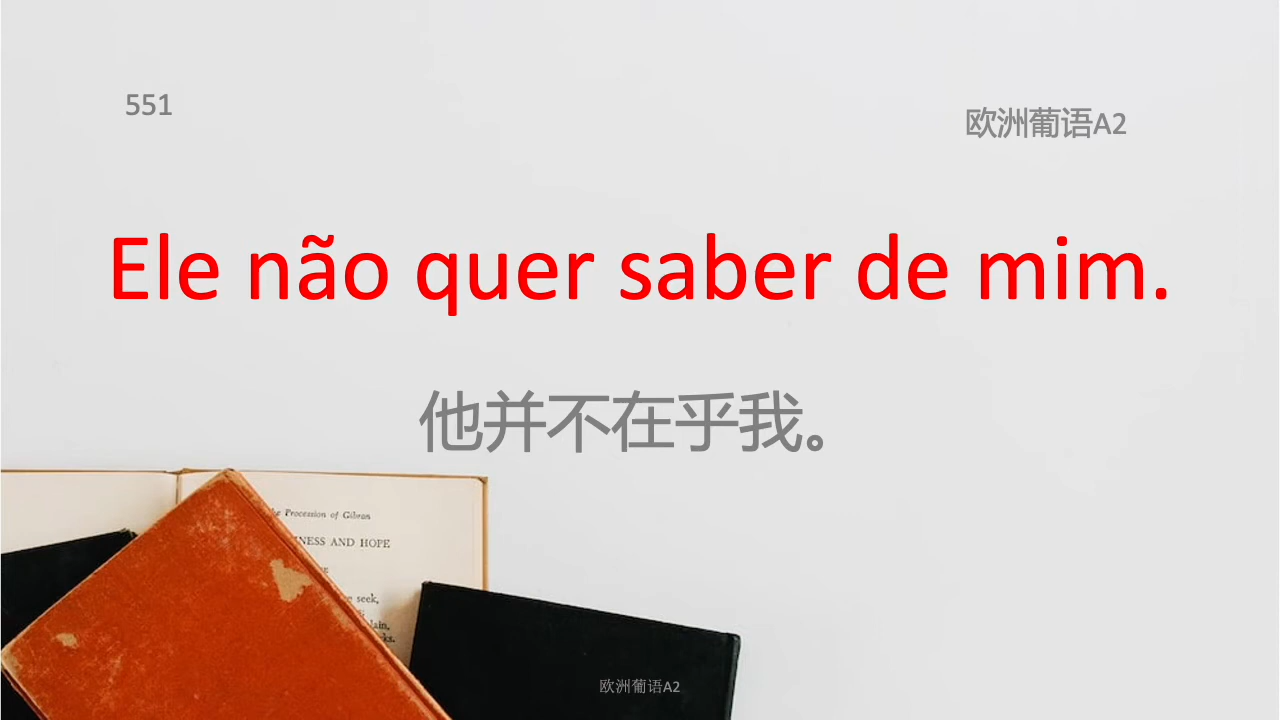 551
欧洲葡语A2
Ele não quer saber de mim.
他并不在乎我。
Procession of Gibran
AND HOPE
seek,
欧洲葡语A2